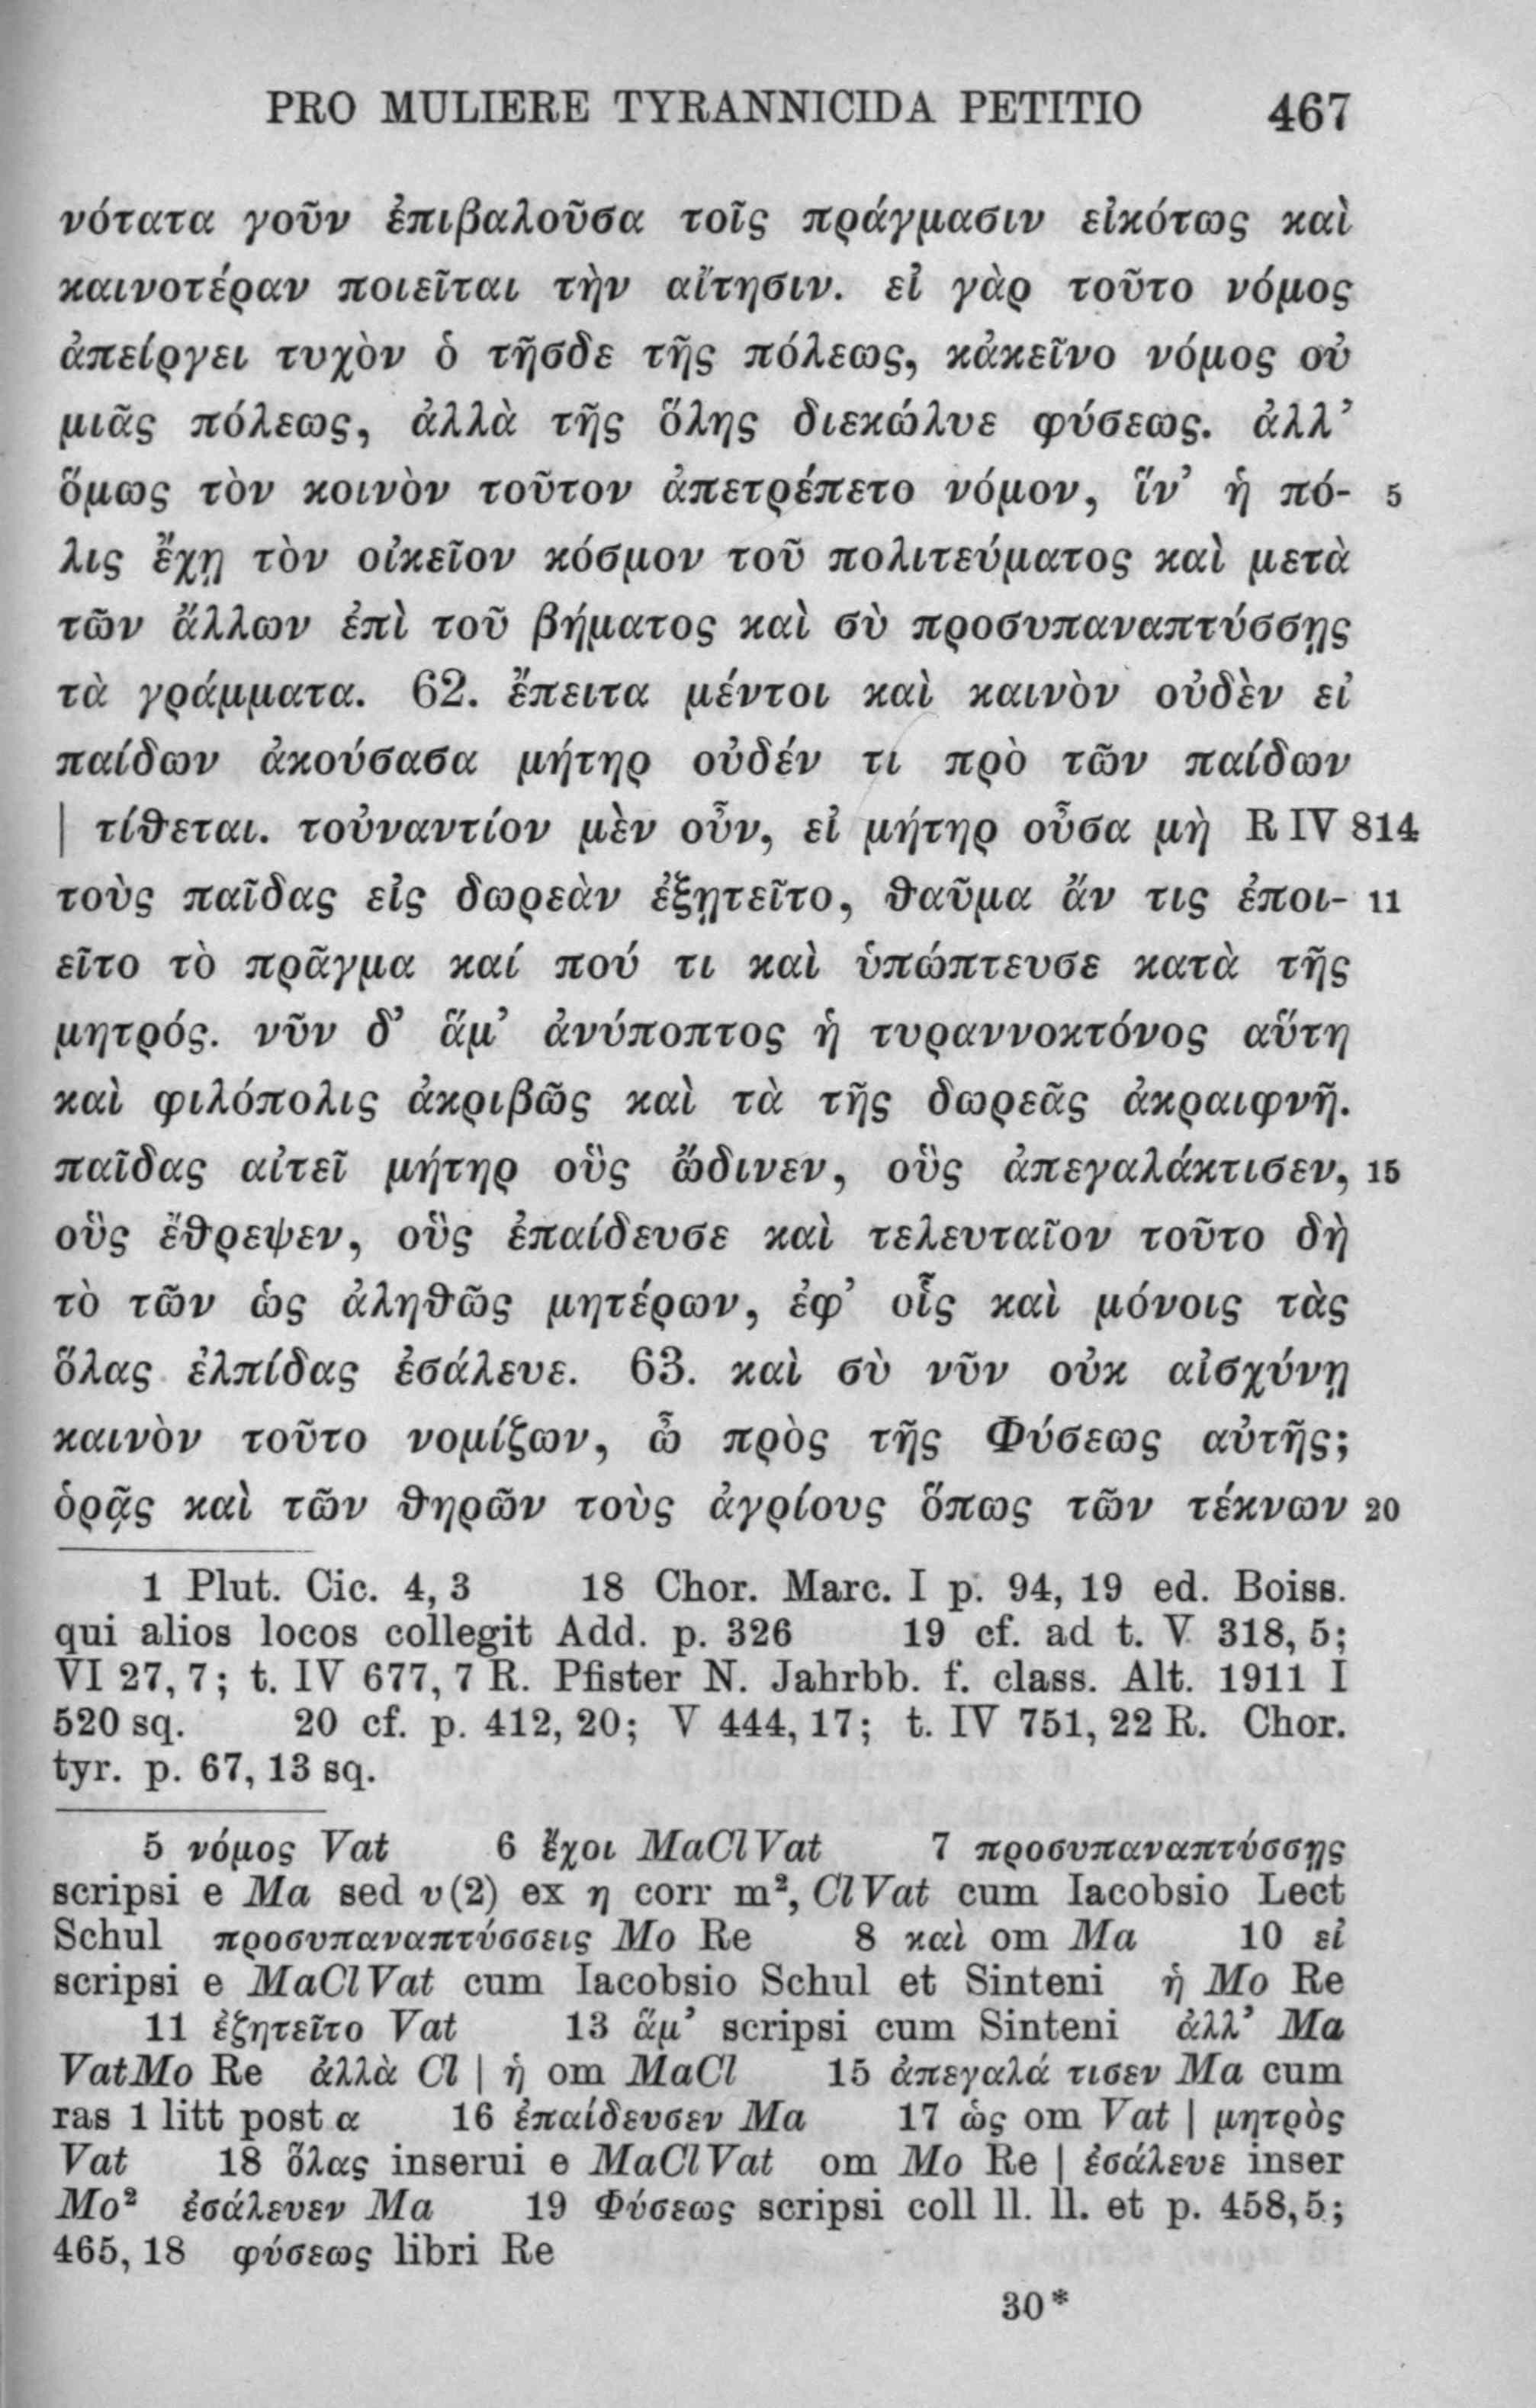 PRO MULIERE TYRANNICIDA PETITIO 467
νότατα γοῦν ἐπιβαλοῦσα τοῖς πράγμασιν εἰκότως καὶ
καινοτέραν ποιεῖται τὴν αἴτησιν. εἰ γὰρ τοῦτο νόμος
ἀπείργει τυχὸν ὁ τῆσδε τῆς πόλεως, κἀκεῖνο νόμος οὐ
μιᾶς πόλεως, ἀλλὰ τῆς ὅλης διεκώλυε φύσεως. ἀλλ’
ὅμως τὸν κοινὸν τοῦτον ἀπετρέπετο νόμον, ἵν’ ἡ πό- 5
λις ἔχῃ τὸν οἰκεῖον κόσμον τοῦ πολιτεύματος καὶ μετὰ
τῶν ἄλλων ἐπὶ τοῦ βήματος καὶ σὺ προσυπαναπτύσσῃς
τὰ γράμματα. 62. ἔπειτα μέντοι καὶ καινὸν οὐδὲν εἰ
παίδων ἀκούσασα μήτηρ οὐδέν τι πρὸ τῶν παίδων
| τίθεται. τοὐναντίον μὲν οὖν, εἰ μήτηρ οὖσα μὴ R IV 814
τοὺς παῖδας εἰς δωρεὰν ἐξῃτεῖτο, θαῦμα ἄν τις ἐποι- 11
εῖτο τὸ πρᾶγμα καί πού τι καὶ ὑπώπτευσε κατὰ τῆς
μητρός. νῦν δ’ ἅμ’ ἀνύποπτος ἡ τυραννοκτόνος αὕτη
καὶ φιλόπολις ἀκριβῶς καὶ τὰ τῆς δωρεᾶς ἀκραιφνῆ.
παῖδας αἰτεῖ μήτηρ οὓς ὤδινεν, οὓς ἀπεγαλάκτισεν, 15
οὓς ἔθρεψεν, οὓς ἐπαίδευσε καὶ τελευταῖον τοῦτο δὴ
τὸ τῶν ὡς ἀληθῶς μητέρων, ἐφ’ οἷς καὶ μόνοις τὰς
ὅλας ἐλπίδας ἐσάλευε. 63. καὶ σὺ νῦν οὐκ αἰσχύνῃ
καινὸν τοῦτο νομίζων, ὦ πρὸς τῆς Φύσεως αὐτῆς;
ὁρᾷς καὶ τῶν θηρῶν τοὺς ἀγρίους ὅπως τῶν τέκνων 20
1 Plut. Cic. 4, 3 18 Chor. Marc. I p. 94, 19 ed. Boiss.
qui alios locos collegit Add. p. 326 19 cf. ad t. V 318, 5;
VI 27, 7; t. IV 677, 7 R. Pfister N. Jahrbb. f. class. Alt. 1911 I
520 sq. 20 cf. p. 412, 20; V 444, 17; t. IV 751, 22 R. Chor.
tyr. p. 67, 13 sq.
5 νόμος Vat 6 ἔχοι MaClVat 7 προσυπαναπτύσσῃς
scripsi e Ma sed υ(2) ex η corr m², ClVat cum Iacobsio Lect
Schul προσυπαναπτύσσεις Mo Re 8 καὶ om Ma 10 εἰ
scripsi e MaClVat cum Iacobsio Schul et Sinteni ἡ Mo Re
11 ἐζητεῖτο Vat 13 ἅμ’ scripsi cum Sinteni ἀλλ’ Ma
VatMo Re ἀλλὰ Cl | ἡ om MaCl 15 ἀπεγαλά τισεν Ma cum
ras 1 litt post α 16 ἐπαίδευσεν Ma 17 ὡς om Vat | μητρὸς
Vat 18 ὅλας inserui e MaClVat om Mo Re | ἐσάλευε inser
Mo² ἐσάλευεν Ma 19 Φύσεως scripsi coll ll. ll. et p. 458, 5;
465, 18 φύσεως libri Re
30*